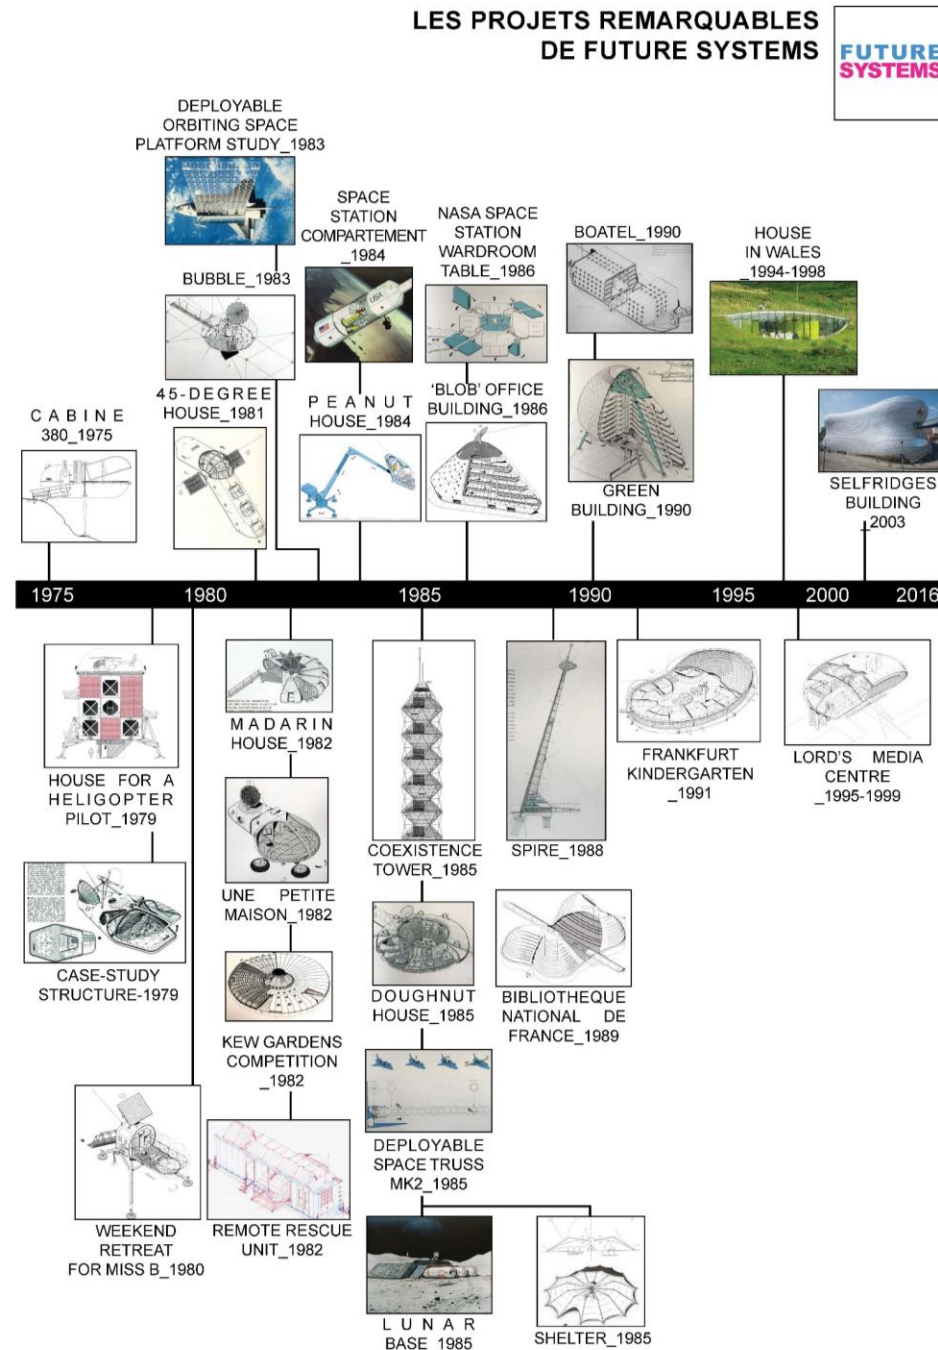 LES PROJETS REMARQUABLES
DE FUTURE SYSTEMS
FUTURE
SYSTEMS
DEPLOYABLE
ORBITING SPACE
PLATFORM STUDY_1983
BUBBLE_1983
45-DEGREE
HOUSE_1981
CABINE
380_1975
SPACE
STATION
COMPARTEMENT
_1984
USA
PEANUT
HOUSE_1984
NASA SPACE
STATION
WARDROOM
TABLE_1986
'BLOB' OFFICE
BUILDING_1986
BOATEL_1990
GREEN
BUILDING_1990
HOUSE
IN WALES
_1994-1998
SELFRIDGES
BUILDING
_2003
1975 1980 1985 1990 1995 2000 2016
HOUSE FOR A
HELIGOPTER
PILOT_1979
CASE-STUDY
STRUCTURE-1979
WEEKEND
RETREAT
FOR MISS B_1980
MADARIN
HOUSE_1982
UNE PETITE
MAISON_1982
KEW GARDENS
COMPETITION
_1982
REMOTE RESCUE
UNIT_1982
COEXISTENCE
TOWER_1985
DOUGHNUT
HOUSE_1985
DEPLOYABLE
SPACE TRUSS
MK2_1985
LUNAR
BASE_1985
SHELTER_1985
SPIRE_1988
BIBLIOTHEQUE
NATIONAL DE
FRANCE_1989
FRANKFURT
KINDERGARTEN
_1991
LORD'S MEDIA
CENTRE
_1995-1999